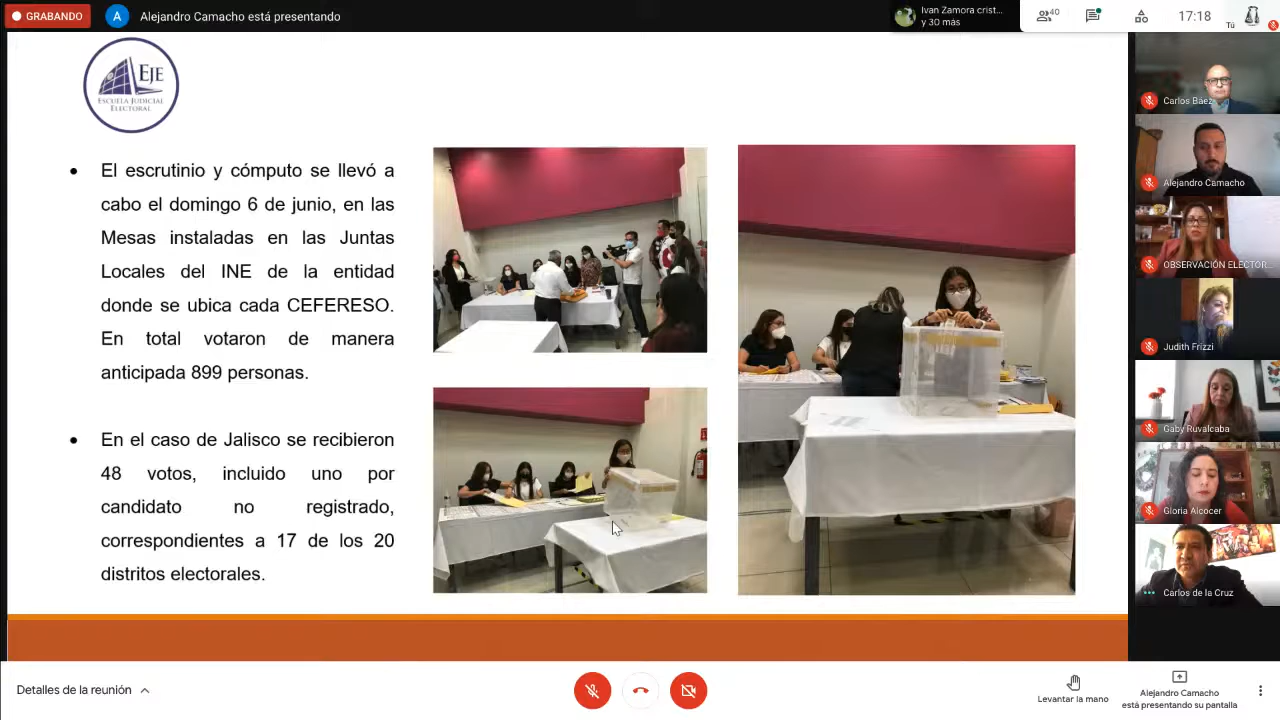 GRABANDO
A
Alejandro Camacho está presentando
Ivan Zamora crist...
y 30 más
40
17:18
Tú
EJE
ESCUELA JUDICIAL
ELECTORAL
• El escrutinio y cómputo se llevó a
cabo el domingo 6 de junio, en las
Mesas instaladas en las Juntas
Locales del INE de la entidad
donde se ubica cada CEFERESO.
En total votaron de manera
anticipada 899 personas.
• En el caso de Jalisco se recibieron
48 votos, incluido uno por
candidato no registrado,
correspondientes a 17 de los 20
distritos electorales.
Carlos Báez
Alejandro Camacho
OBSERVACIÓN ELECTOR...
Judith Frizzi
Gaby Ruvalcaba
Gloria Alcocer
Carlos de la Cruz
Detalles de la reunión
Levantar la mano
Alejandro Camacho
está presentando su pantalla